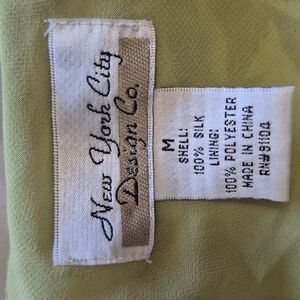 New York City
Design Co.
M
SHELL:
100% SILK
LINING:
100% POLYESTER
MADE IN CHINA
RN#91104